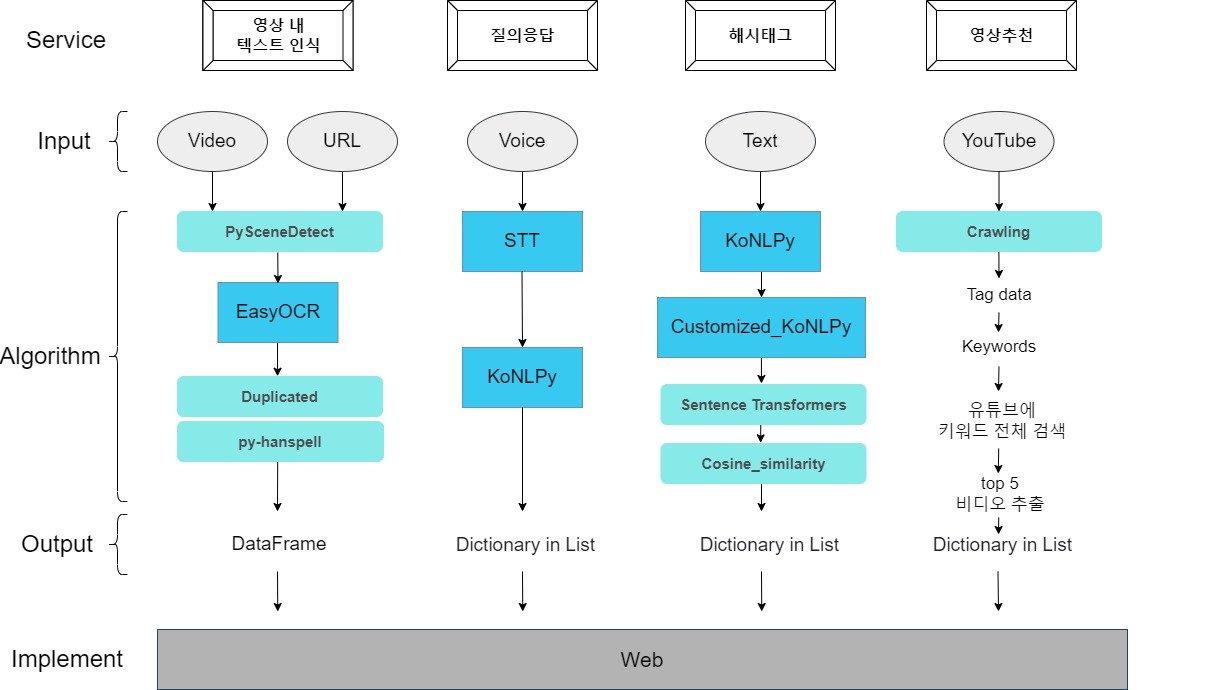 Service
영상 내
텍스트 인식
질의응답
해시태그
영상추천
Input
Video
URL
Voice
Text
YouTube
Algorithm
PySceneDetect
EasyOCR
Duplicated
py-hanspell
STT
KoNLPy
KoNLPy
Customized_KoNLPy
Sentence Transformers
Cosine_similarity
Crawling
Tag data
Keywords
유튜브에
키워드 전체 검색
top 5
비디오 추출
Output
DataFrame
Dictionary in List
Dictionary in List
Dictionary in List
Implement
Web